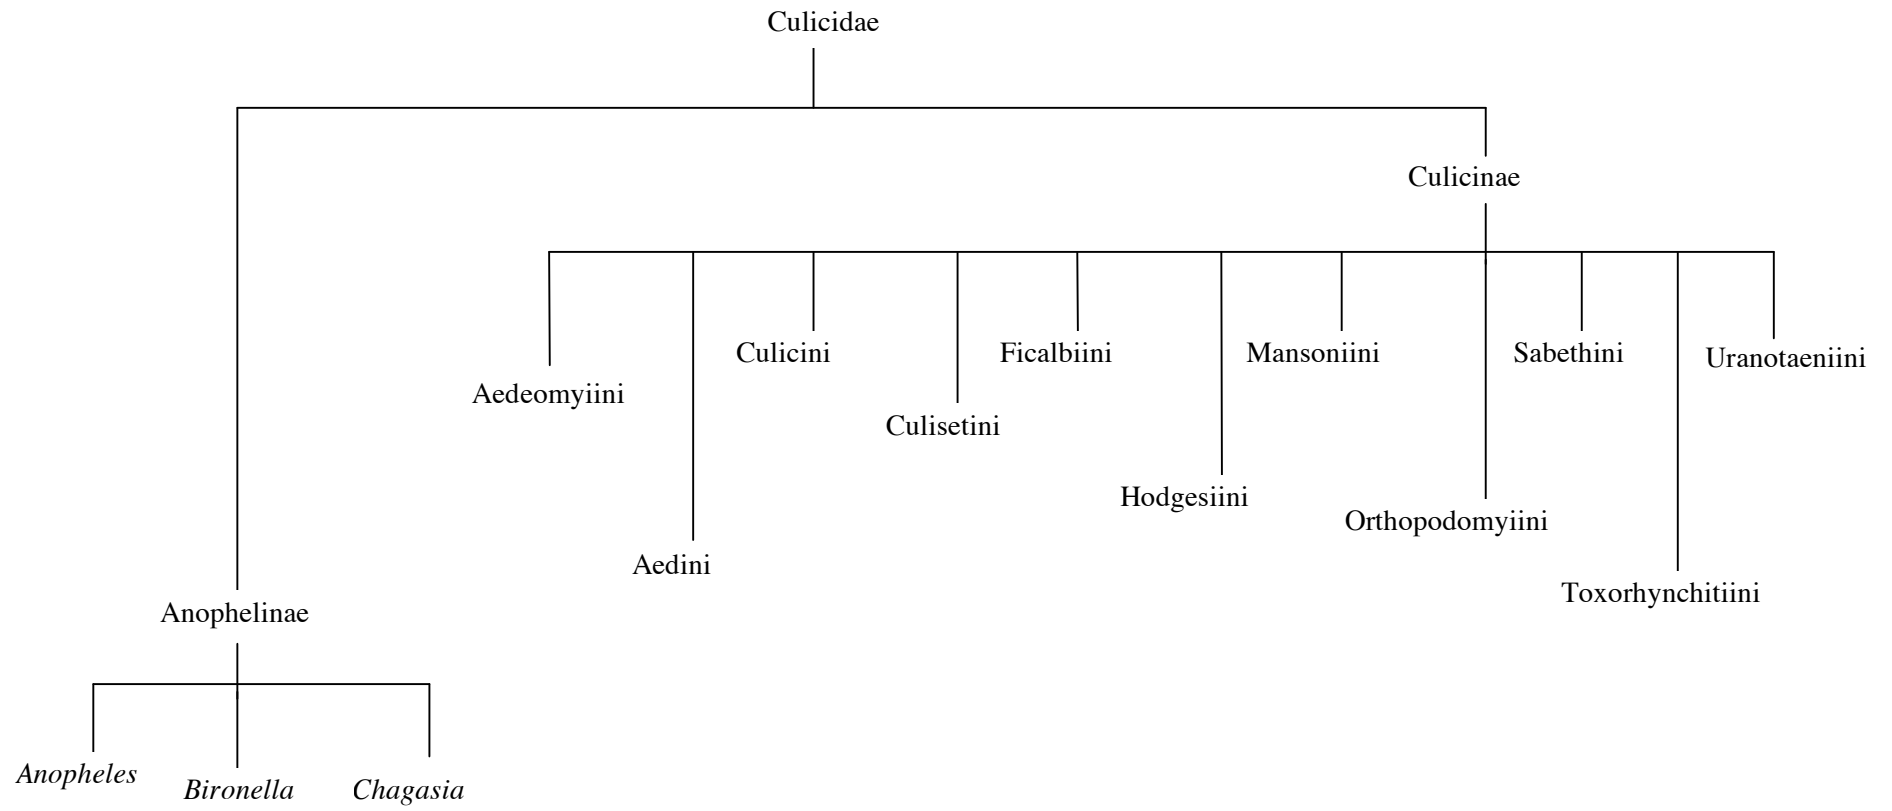 Culicidae
Culicinae
Culicini
Ficalbiini
Mansoniini
Sabethini
Uranotaeniini
Aedeomyiini
Culisetini
Hodgesiini
Orthopodomyiini
Aedini
Toxorhynchitiini
Anophelinae
Anopheles
Bironella
Chagasia